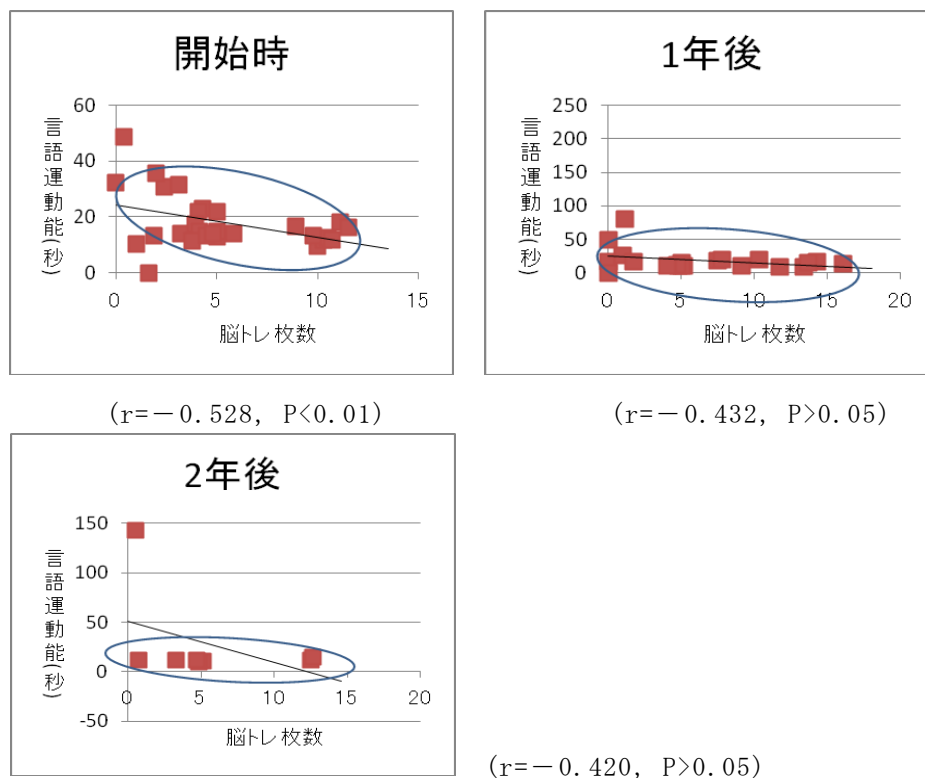 開始時
60
40
20
0
0 5 10 15
言語運動能(秒)
脳トレ枚数
(r=－0.528, P<0.01)
1年後
250
200
150
100
50
0
0 5 10 15 20
言語運動能(秒)
脳トレ枚数
(r=－0.432, P>0.05)
2年後
150
100
50
0
-50
0 5 10 15 20
言語運動能(秒)
脳トレ枚数
(r=－0.420, P>0.05)